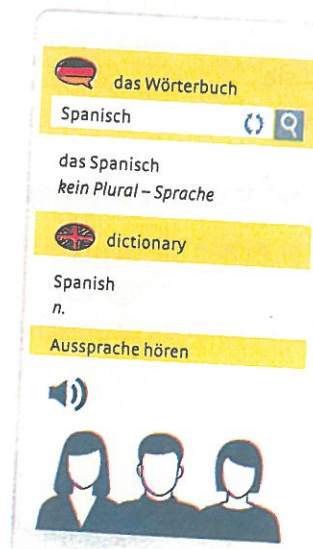 das Wörterbuch
Spanisch
das Spanisch
kein Plural – Sprache
dictionary
Spanish
n.
Aussprache hören